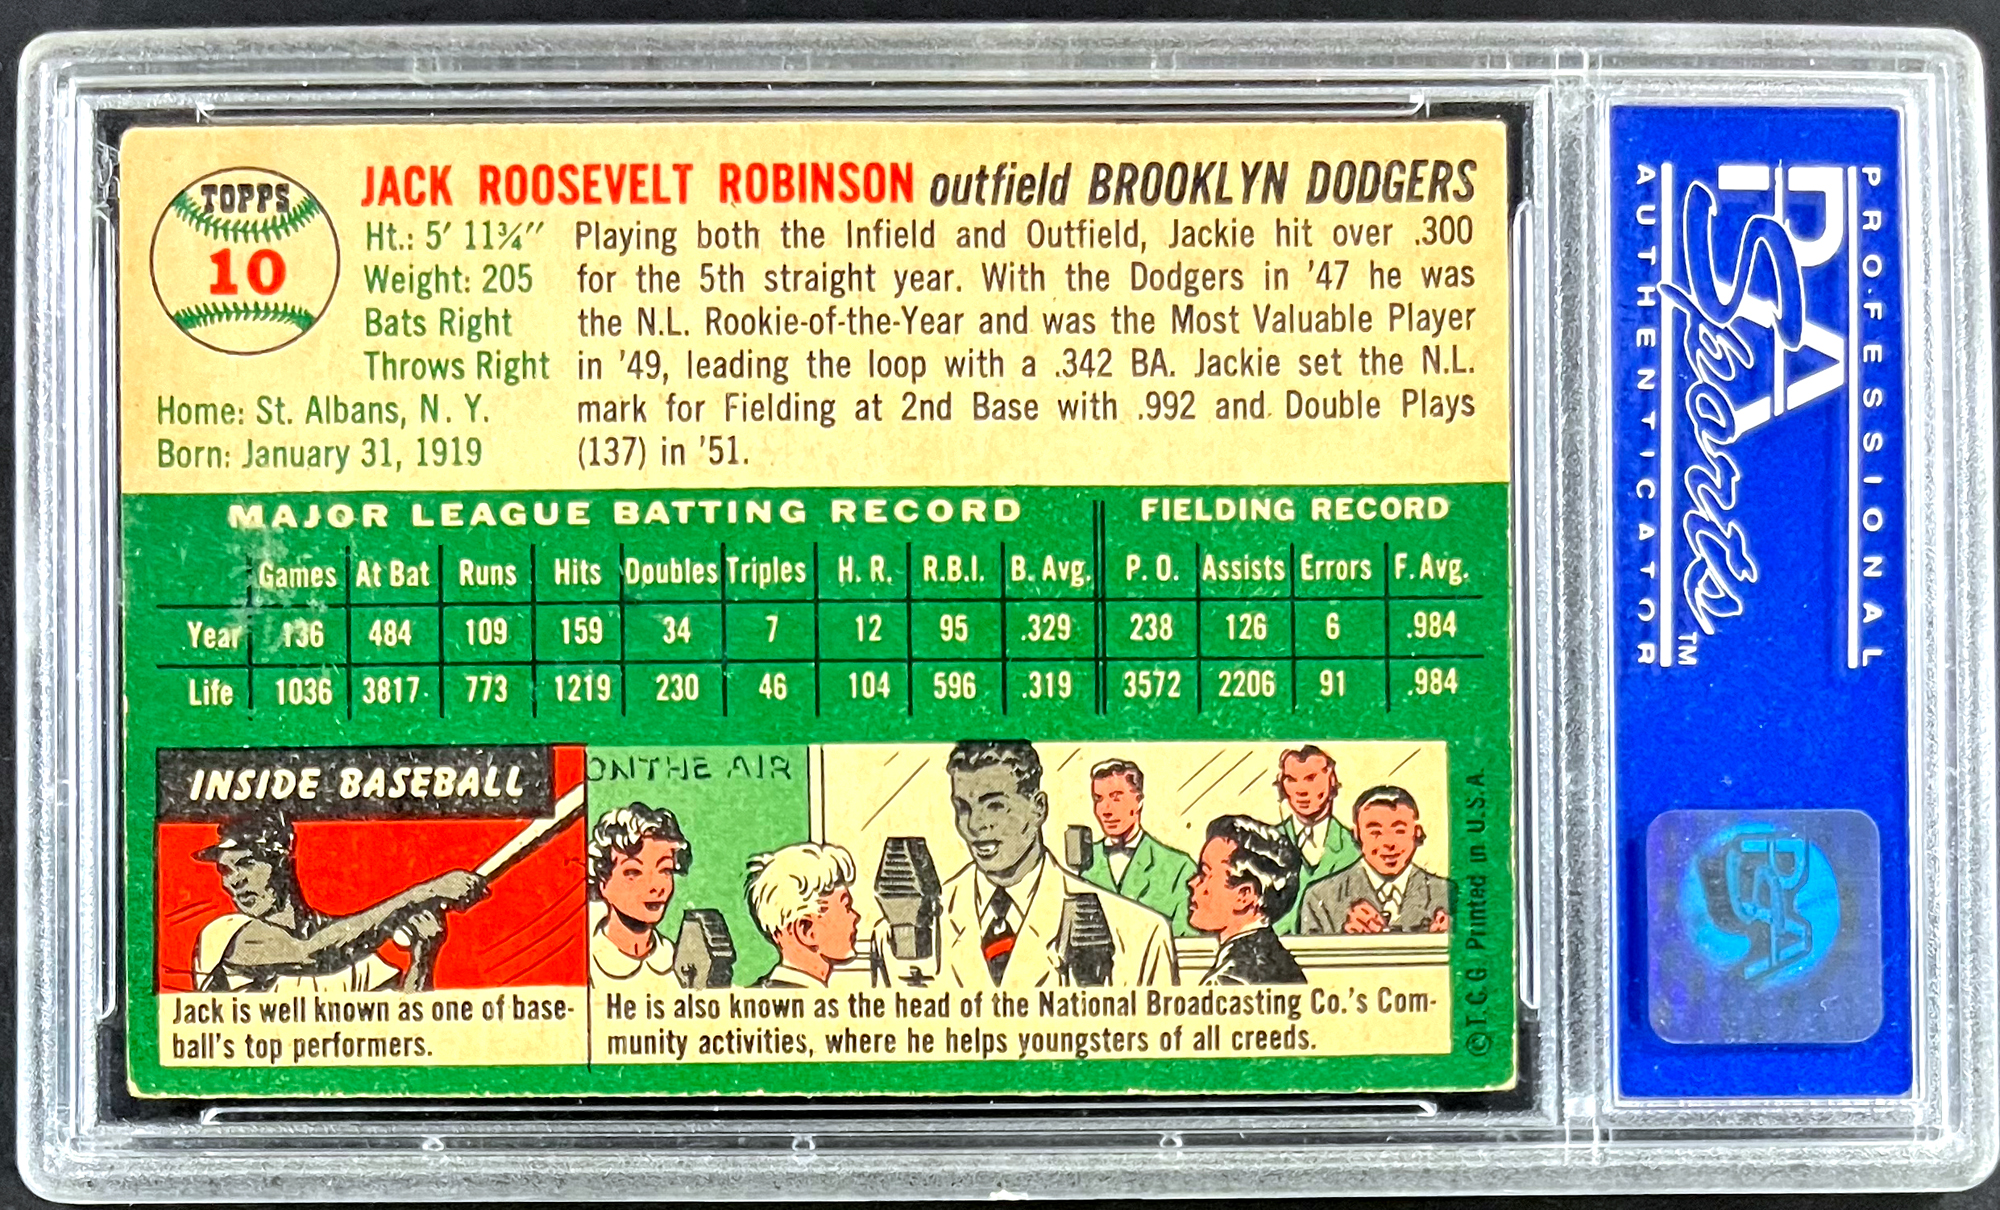 TOPPS
10
JACK ROOSEVELT ROBINSON outfield BROOKLYN DODGERS
Ht.: 5′ 11¾″
Weight: 205
Bats Right
Throws Right
Home: St. Albans, N. Y.
Born: January 31, 1919
Playing both the Infield and Outfield, Jackie hit over .300
for the 5th straight year. With the Dodgers in '47 he was
the N.L. Rookie-of-the-Year and was the Most Valuable Player
in '49, leading the loop with a .342 BA. Jackie set the N.L.
mark for Fielding at 2nd Base with .992 and Double Plays
(137) in '51.
MAJOR LEAGUE BATTING RECORD FIELDING RECORD
Games At Bat Runs Hits Doubles Triples H. R. R.B.I. B. Avg. P. O. Assists Errors F. Avg.
Year 136 484 109 159 34 7 12 95 .329 238 126 6 .984
Life 1036 3817 773 1219 230 46 104 596 .319 3572 2206 91 .984
INSIDE BASEBALL
ON THE AIR
Jack is well known as one of base-
ball's top performers.
He is also known as the head of the National Broadcasting Co.'s Com-
munity activities, where he helps youngsters of all creeds.
© T. C. G. Printed in U. S. A.
PROFESSIONAL
PSA
Sports™
AUTHENTICATOR
PSA